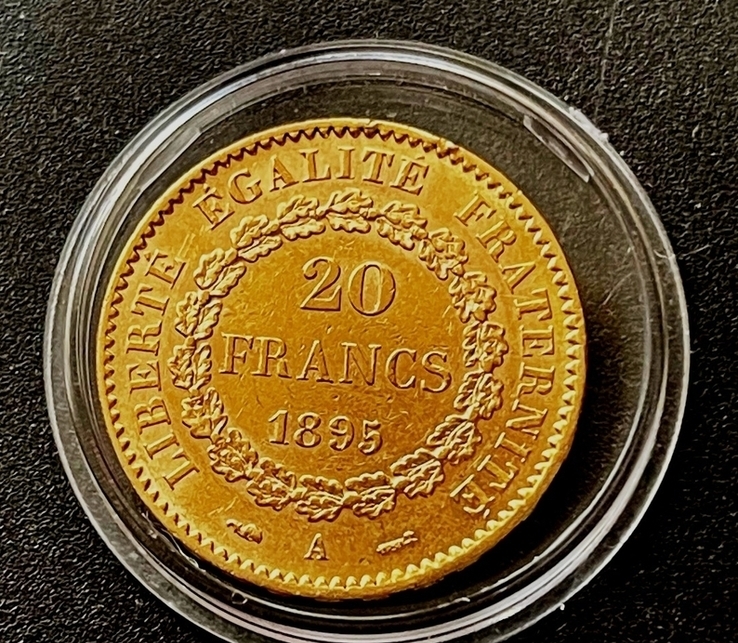 LIBERTÉ ÉGALITÉ FRATERNITÉ
20
FRANCS
1895
A